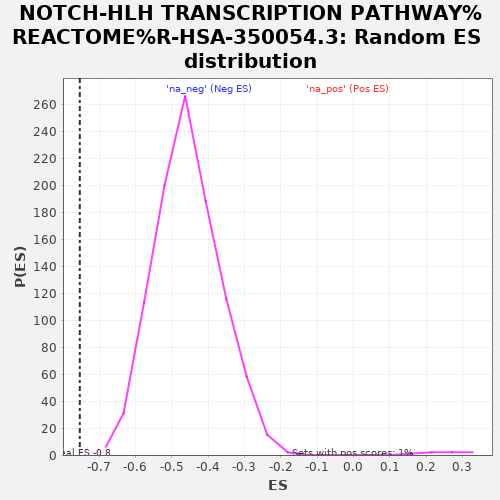 NOTCH-HLH TRANSCRIPTION PATHWAY%
REACTOME%R-HSA-350054.3: Random ES
distribution
'na_neg' (Neg ES) 'na_pos' (Pos ES)
260
240
220
200
180
160
140
120
100
80
60
40
20
0
P(ES)
ES -0.8
Sets with pos scores: 1%
-0.7 -0.6 -0.5 -0.4 -0.3 -0.2 -0.1 0.0 0.1 0.2 0.3
ES